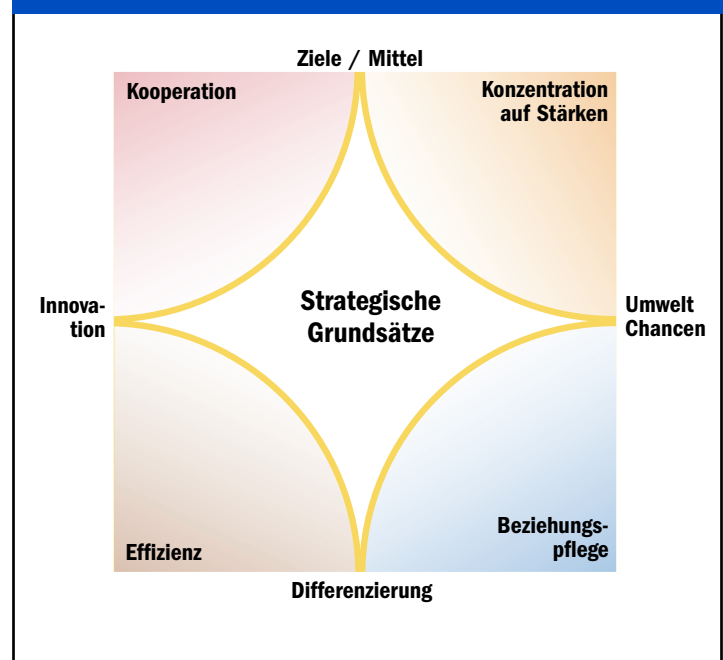 Ziele / Mittel
Kooperation
Konzentration
auf Stärken
Innova-
tion
Strategische
Grundsätze
Umwelt
Chancen
Effizienz
Beziehungs-
pflege
Differenzierung